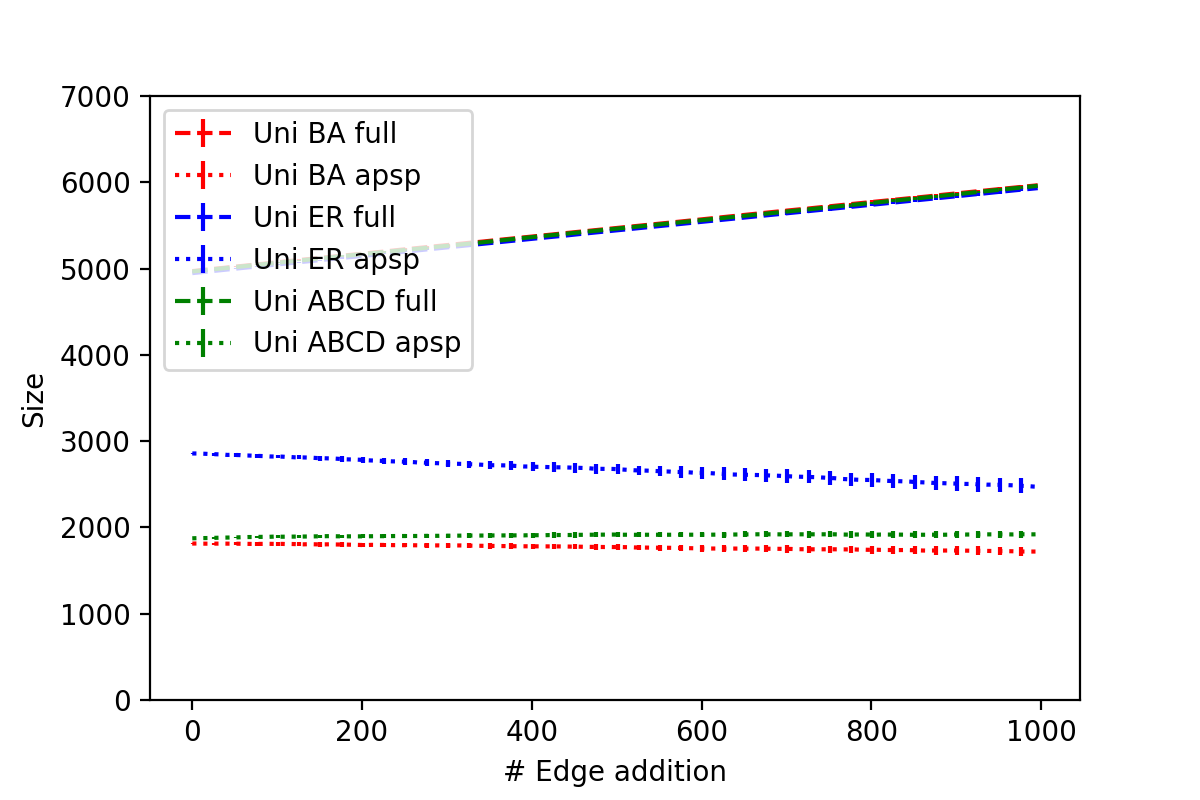 7000
6000
5000
4000
3000
2000
1000
0
Size
Uni BA full
Uni BA apsp
Uni ER full
Uni ER apsp
Uni ABCD full
Uni ABCD apsp
0 200 400 600 800 1000
# Edge addition